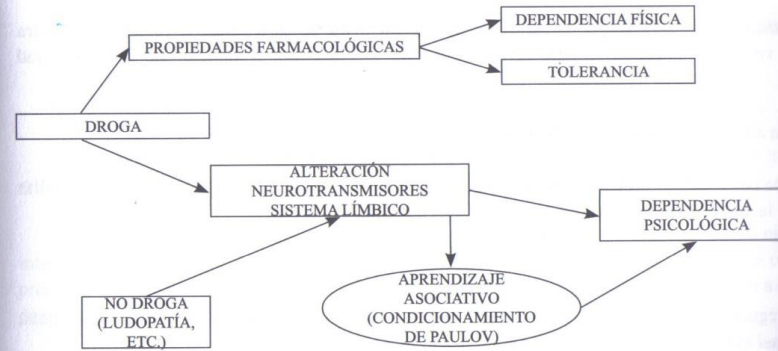 DEPENDENCIA FÍSICA
PROPIEDADES FARMACOLÓGICAS
TOLERANCIA
DROGA
ALTERACIÓN
NEUROTRANSMISORES
SISTEMA LÍMBICO
DEPENDENCIA
PSICOLÓGICA
APRENDIZAJE
ASOCIATIVO
(CONDICIONAMIENTO
DE PAULOV)
NO DROGA
(LUDOPATÍA,
ETC.)